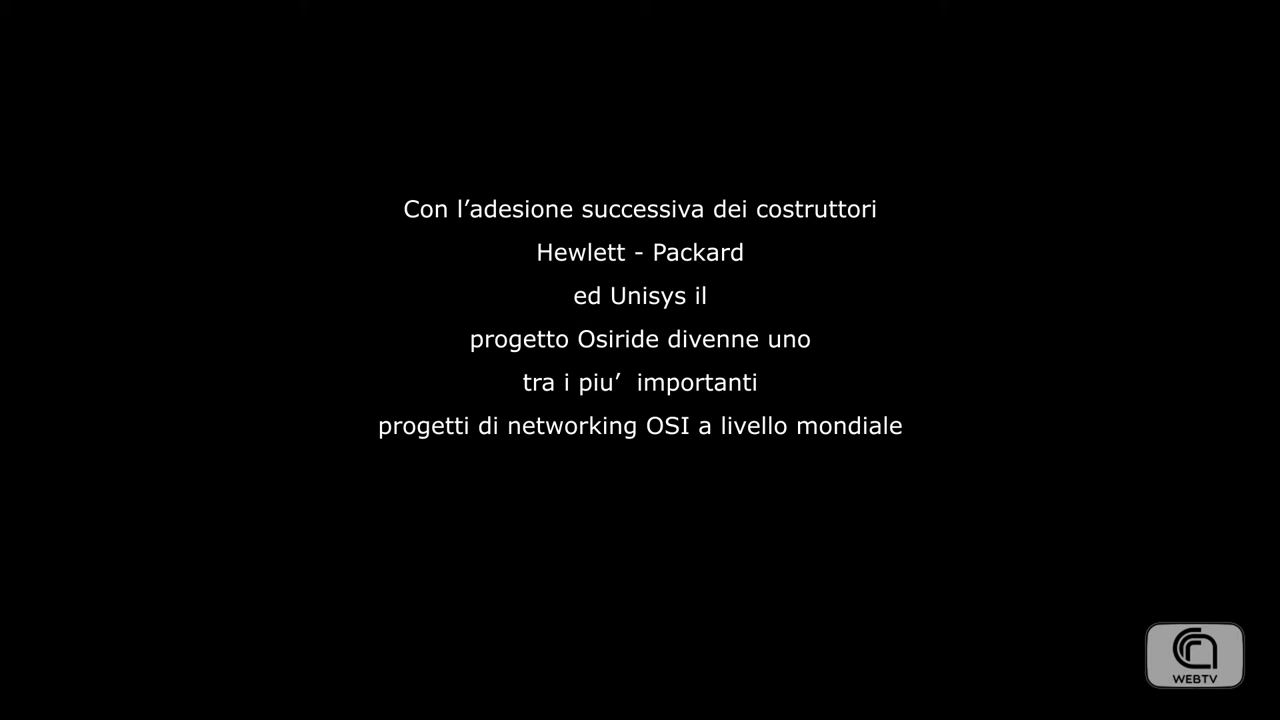 Con l’adesione successiva dei costruttori
Hewlett - Packard
ed Unisys il
progetto Osiride divenne uno
tra i piu’ importanti
progetti di networking OSI a livello mondiale
WEBTV